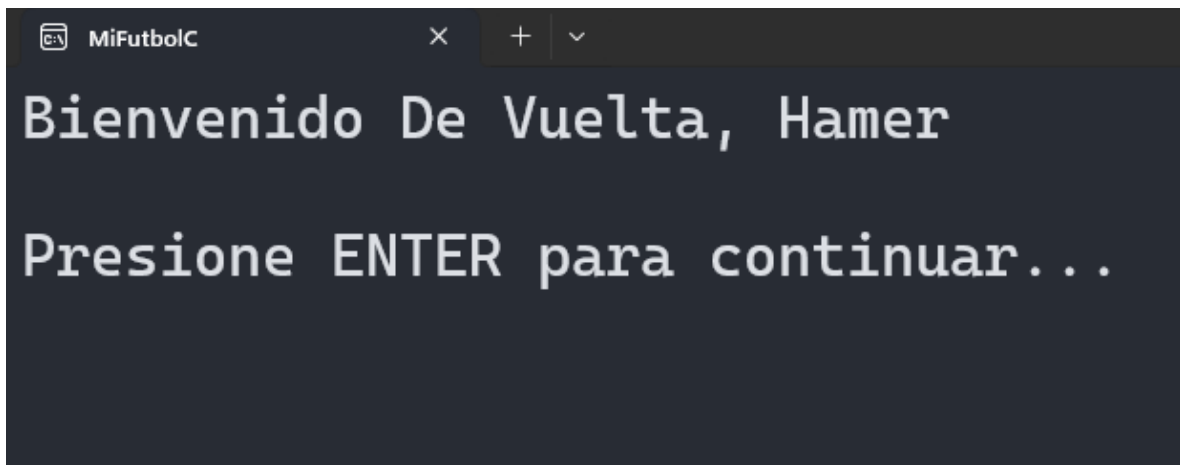 MiFutbolC
Bienvenido De Vuelta, Hamer
Presione ENTER para continuar...